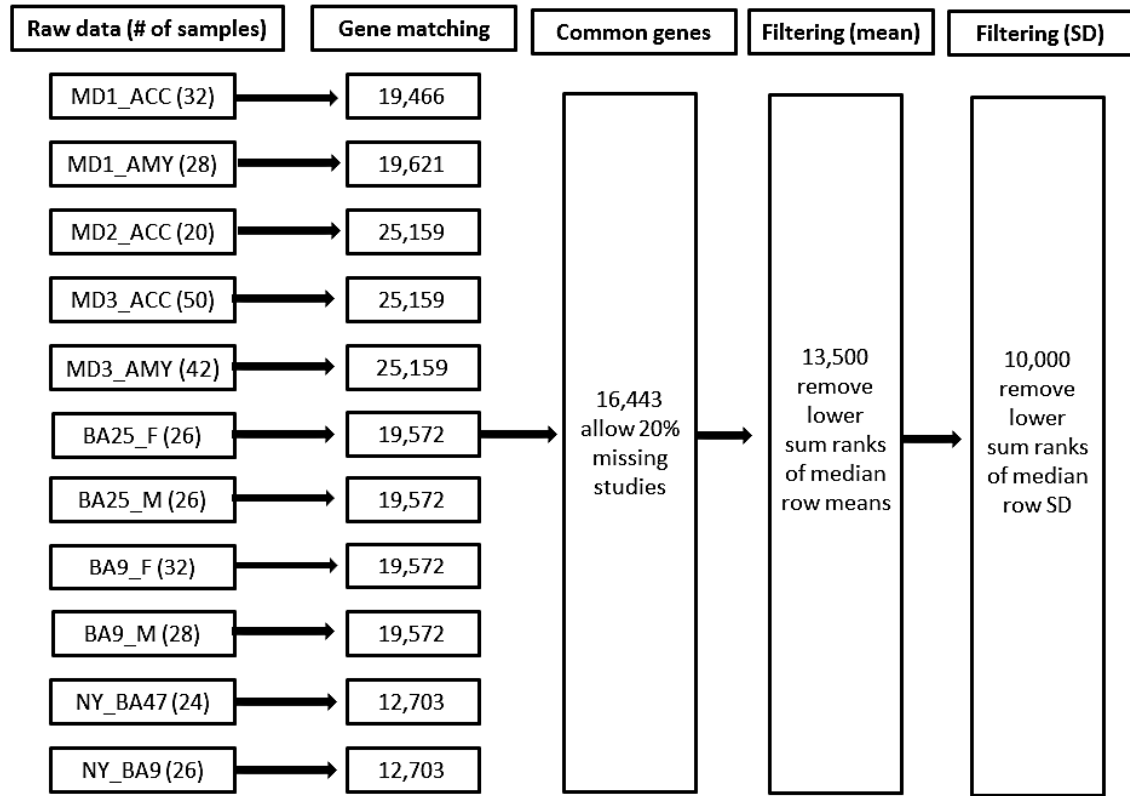 Raw data (# of samples)
Gene matching
Common genes
Filtering (mean)
Filtering (SD)
MD1_ACC (32)
19,466
MD1_AMY (28)
19,621
MD2_ACC (20)
25,159
MD3_ACC (50)
25,159
MD3_AMY (42)
25,159
BA25_F (26)
19,572
BA25_M (26)
19,572
BA9_F (32)
19,572
BA9_M (28)
19,572
NY_BA47 (24)
12,703
NY_BA9 (26)
12,703
16,443
allow 20%
missing
studies
13,500
remove
lower
sum ranks
of median
row means
10,000
remove
lower
sum ranks
of median
row SD